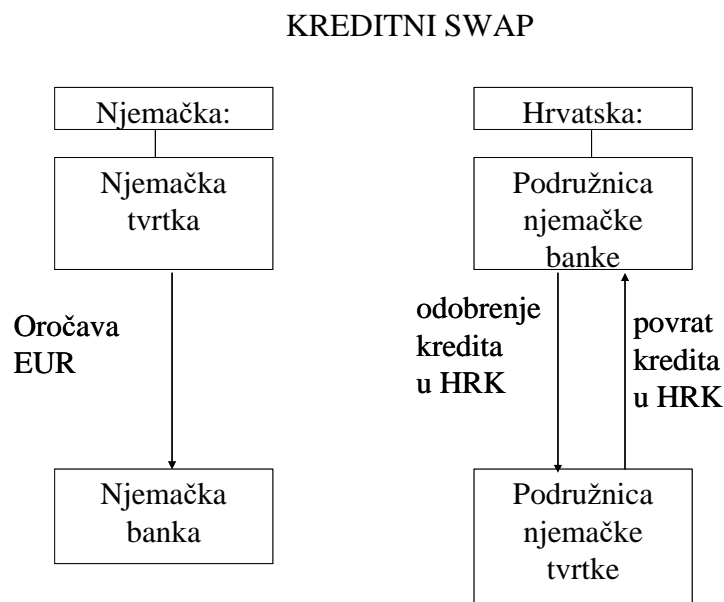 KREDITNI SWAP
Njemačka:
Njemačka
tvrtka
Oročava
EUR
Njemačka
banka
Hrvatska:
Podružnica
njemačke
banke
odobrenje
kredita
u HRK
povrat
kredita
u HRK
Podružnica
njemačke
tvrtke